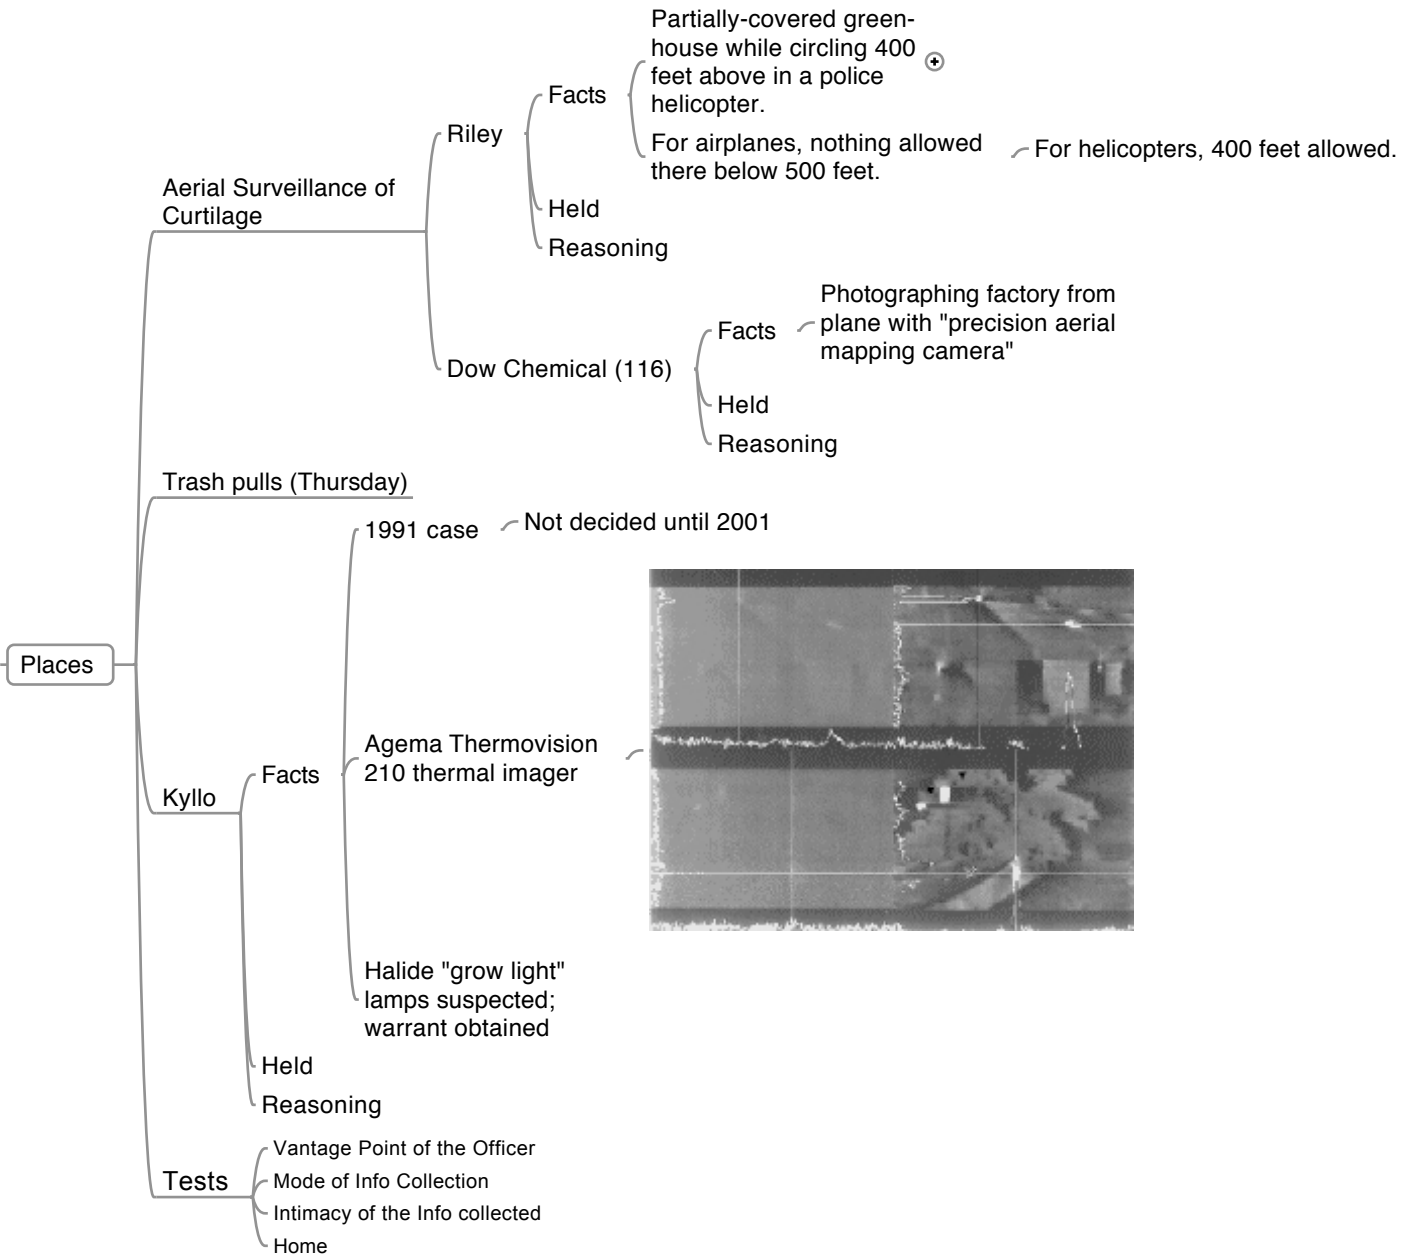 Partially-covered green-
house while circling 400
feet above in a police
helicopter.
Facts
Riley
For airplanes, nothing allowed
there below 500 feet.
For helicopters, 400 feet allowed.
Aerial Surveillance of
Curtilage
Held
Reasoning
Photographing factory from
plane with "precision aerial
mapping camera"
Facts
Dow Chemical (116)
Held
Reasoning
Trash pulls (Thursday)
1991 case
Not decided until 2001
Places
Agema Thermovision
210 thermal imager
Facts
Kyllo
Halide "grow light"
lamps suspected;
warrant obtained
Held
Reasoning
Tests
Vantage Point of the Officer
Mode of Info Collection
Intimacy of the Info collected
Home